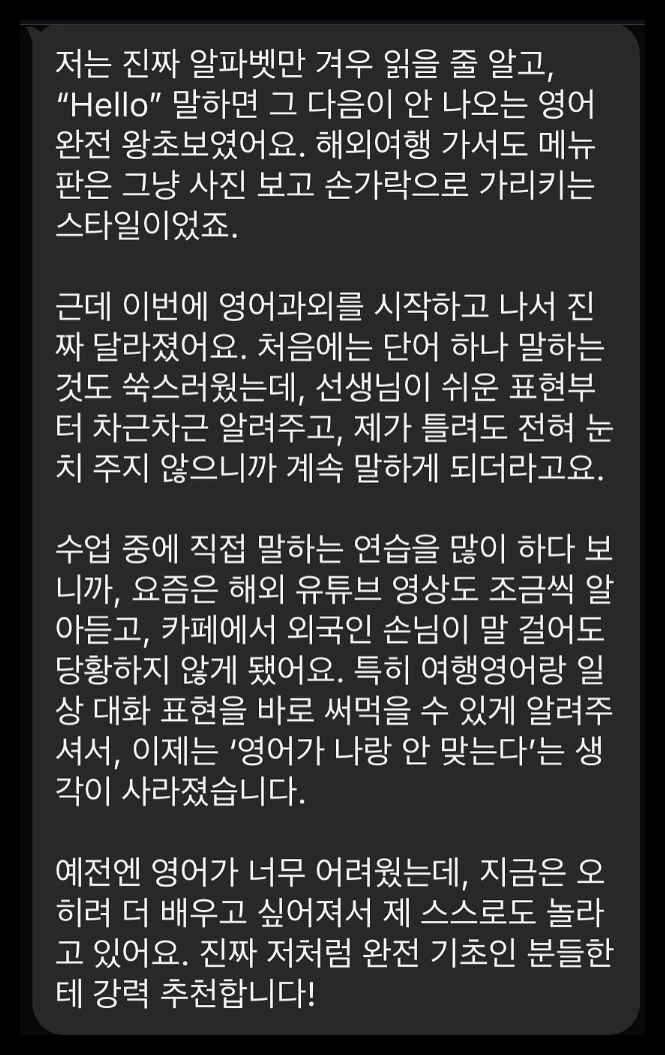 저는 진짜 알파벳만 겨우 읽을 줄 알고,
“Hello” 말하면 그 다음이 안 나오는 영어
완전 왕초보였어요. 해외여행 가서도 메뉴
판은 그냥 사진 보고 손가락으로 가리키는
스타일이었죠.
근데 이번에 영어과외를 시작하고 나서 진
짜 달라졌어요. 처음에는 단어 하나 말하는
것도 쑥스러웠는데, 선생님이 쉬운 표현부
터 차근차근 알려주고, 제가 틀려도 전혀 눈
치 주지 않으니까 계속 말하게 되더라고요.
수업 중에 직접 말하는 연습을 많이 하다 보
니까, 요즘은 해외 유튜브 영상도 조금씩 알
아듣고, 카페에서 외국인 손님이 말 걸어도
당황하지 않게 됐어요. 특히 여행영어랑 일
상 대화 표현을 바로 써먹을 수 있게 알려주
셔서, 이제는 ‘영어가 나랑 안 맞는다’는 생
각이 사라졌습니다.
예전엔 영어가 너무 어려웠는데, 지금은 오
히려 더 배우고 싶어져서 제 스스로도 놀라
고 있어요. 진짜 저처럼 완전 기초인 분들한
테 강력 추천합니다!